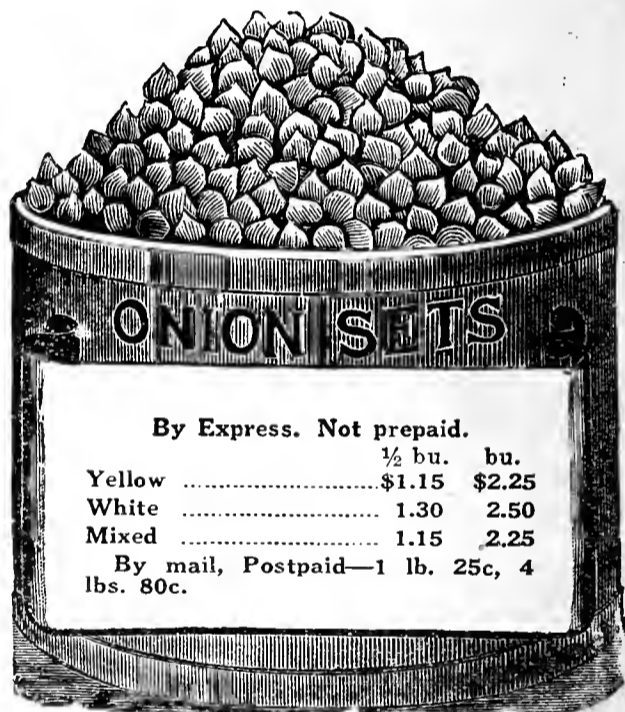 ONION SETS
By Express. Not prepaid.
½ bu. bu.
Yellow ..............................$1.15 $2.25
White .............................. 1.30 2.50
Mixed .............................. 1.15 2.25
By mail, Postpaid—1 lb. 25c, 4
lbs. 80c.